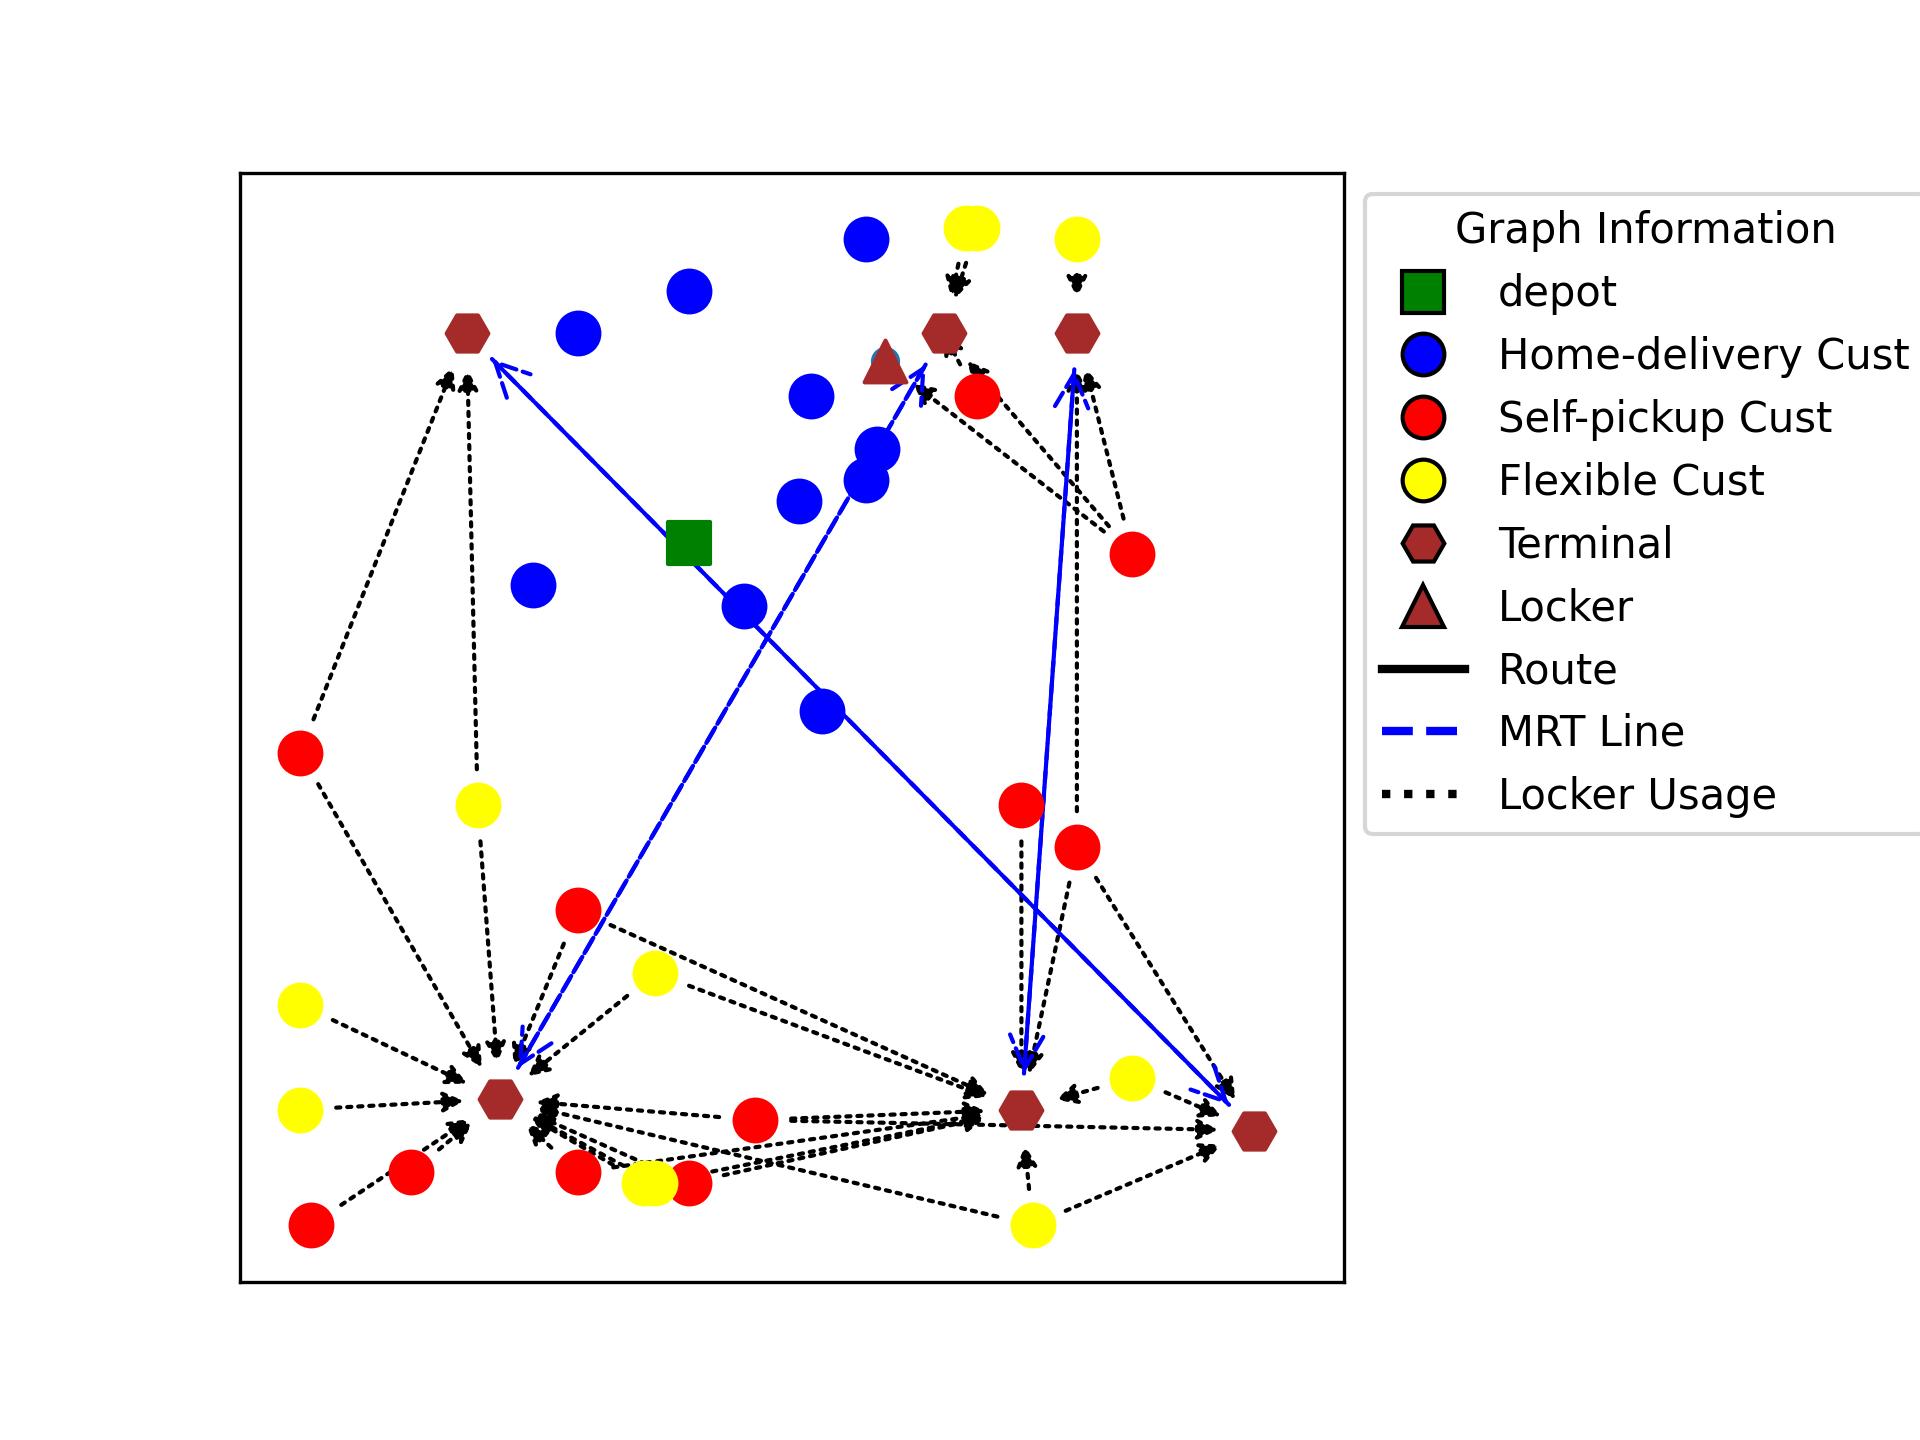 Graph Information
depot
Home-delivery Cust
Self-pickup Cust
Flexible Cust
Terminal
Locker
Route
MRT Line
Locker Usage